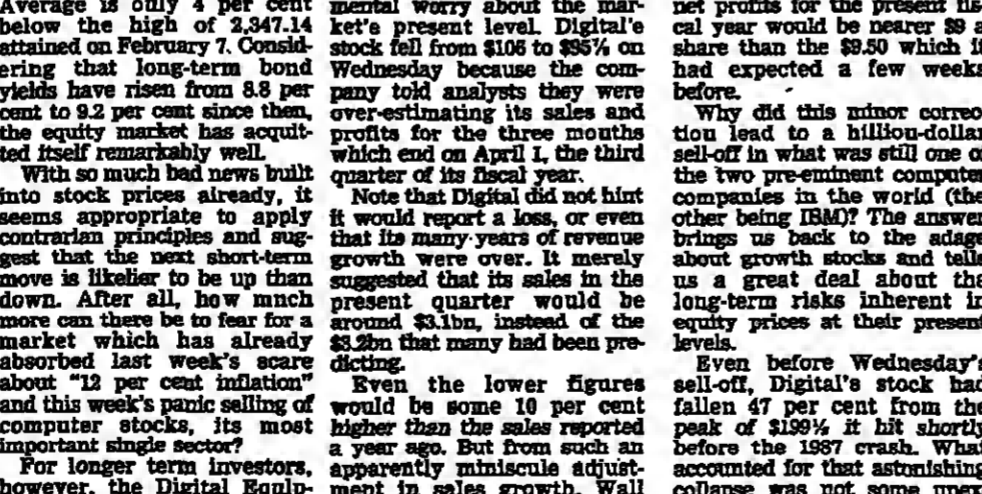 Average is only 4 per cent
below the high of 2,347.14
attained on February 7. Consid-
ering that long-term bond
yields have risen from 8.8 per
cent to 9.2 per cent since then,
the equity market has acquit-
ted itself remarkably well.
With so much bad news built
into stock prices already, it
seems appropriate to apply
contrarian principles and sug-
gest that the next short-term
move is likelier to be up than
down. After all, how much
more can there be to fear for a
market which has already
absorbed last week's scare
about "12 per cent inflation"
and this week's panic selling of
computer stocks, its most
important single sector?
For longer term investors,
however, the Digital Equip-
mental worry about the mar-
ket's present level. Digital's
stock fell from $106 to $95⅞ on
Wednesday because the com-
pany told analysts they were
over-estimating its sales and
profits for the three months
which end on April 1, the third
quarter of its fiscal year.
Note that Digital did not hint
it would report a loss, or even
that its many years of revenue
growth were over. It merely
suggested that its sales in the
present quarter would be
around $3.1bn, instead of the
$3.2bn that many had been pre-
dicting.
Even the lower figures
would be some 10 per cent
higher than the sales reported
a year ago. But from such an
apparently miniscule adjust-
ment in sales growth, Wall
net profits for the present fis-
cal year would be nearer $9 a
share than the $9.50 which it
had expected a few weeks
before.
Why did this minor correc-
tion lead to a billion-dollar
sell-off in what was still one of
the two pre-eminent computer
companies in the world (the
other being IBM)? The answer
brings us back to the adage
about growth stocks and tells
us a great deal about the
long-term risks inherent in
equity prices at their present
levels.
Even before Wednesday's
sell-off, Digital's stock had
fallen 47 per cent from the
peak of $199½ it hit shortly
before the 1987 crash. What
accounted for that astonishing
collapse was not some